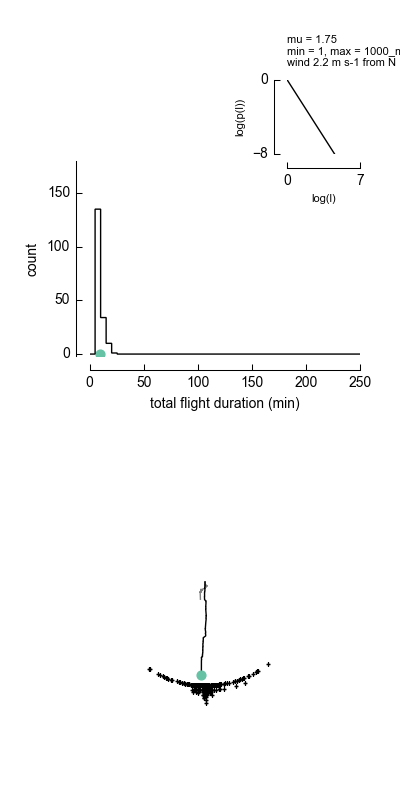 mu = 1.75
min = 1, max = 1000_m
wind 2.2 m s-1 from N
0
log(p(l))
−8
0 7
log(l)
150
100
count
50
0
0 50 100 150 200 250
total flight duration (min)